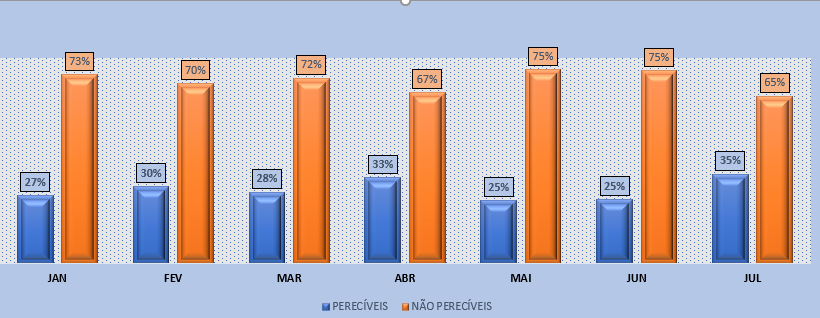 73% 70% 72% 67% 75% 75% 65%
27% 30% 28% 33% 25% 25% 35%
JAN FEV MAR ABR MAI JUN JUL
PERECÍVEIS NÃO PERECÍVEIS